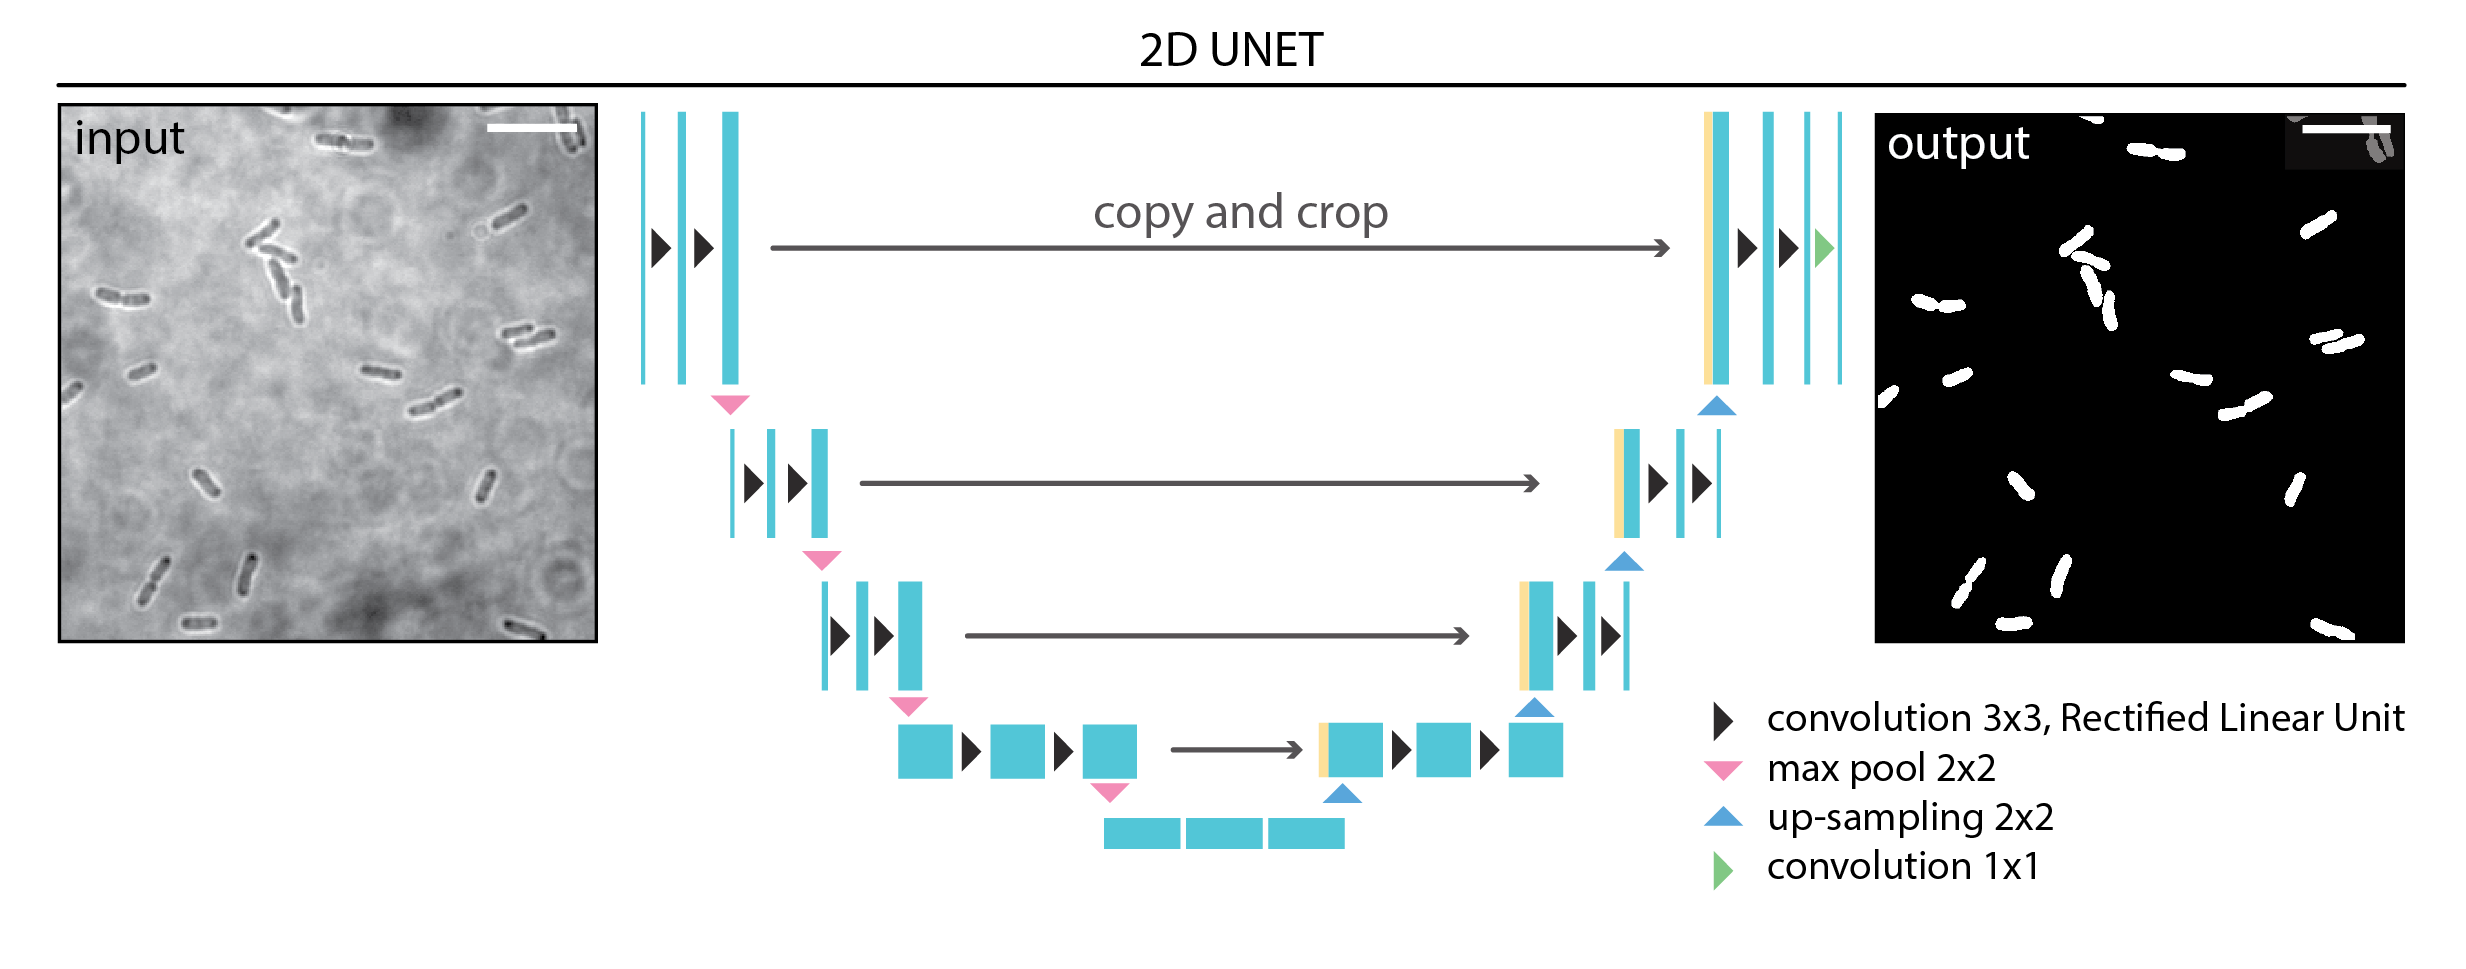 2D UNET
input
copy and crop
output
convolution 3x3, Rectified Linear Unit
max pool 2x2
up-sampling 2x2
convolution 1x1